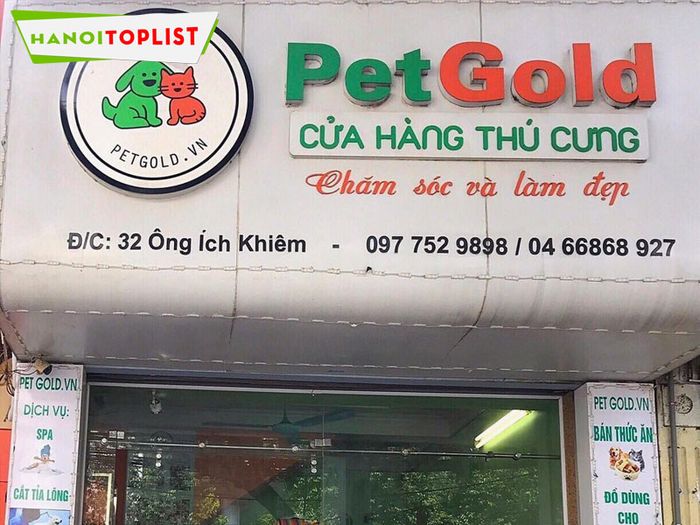 HANOITOPLIST
PETGOLD.VN
PetGold
CỬA HÀNG THÚ CƯNG
Chăm sóc và làm đẹp
Đ/C: 32 Ông Ích Khiêm - 097 752 9898 / 04 66868 927
PET GOLD.VN
DỊCH VỤ:
SPA
CẮT TỈA LÔNG
PET GOLD.VN
BÁN THỨC ĂN
ĐỒ DÙNG
CHO